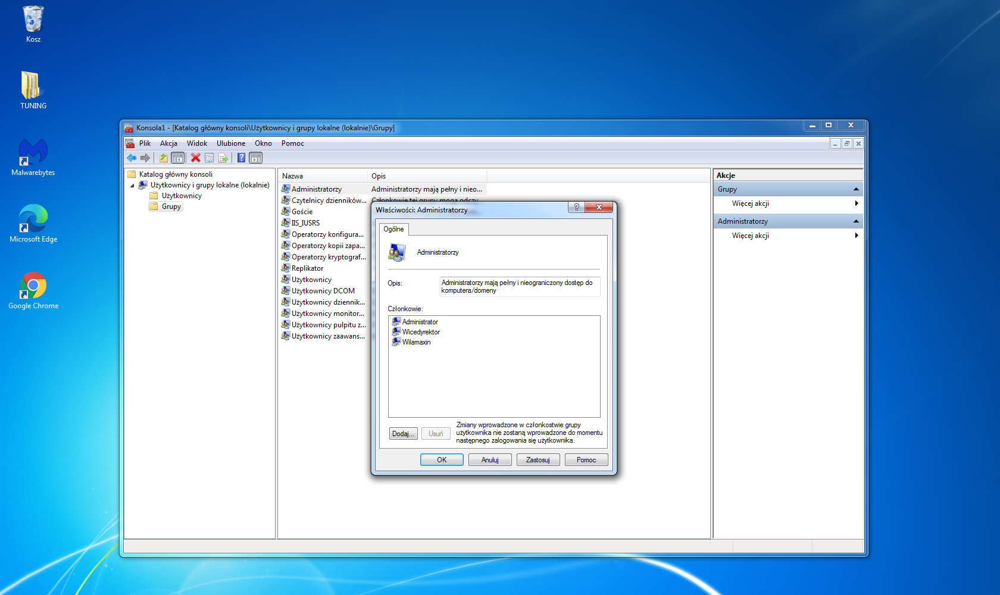 Kosz
TUNING
Malwarebytes
Microsoft Edge
Google Chrome
Konsola1 - [Katalog główny konsoli\Użytkownicy i grupy lokalne (lokalnie)\Grupy]
Plik Akcja Widok Ulubione Okno Pomoc
Katalog główny konsoli
Użytkownicy i grupy lokalne (lokalnie)
Użytkownicy
Grupy
Nazwa Opis
Administratorzy Administratorzy mają pełny i nieo...
Czytelnicy dzienników... Członkowie tej grupy mogą odczy...
Goście
IIS_IUSRS
Operatorzy konfigura...
Operatorzy kopii zapa...
Operatorzy kryptograf...
Replikator
Użytkownicy
Użytkownicy DCOM
Użytkownicy dziennik...
Użytkownicy monitor...
Użytkownicy pulpitu z...
Użytkownicy zaawans...
Właściwości: Administratorzy
Ogólne
Administratorzy
Opis:
Administratorzy mają pełny i nieograniczony dostęp do
komputera/domeny
Członkowie:
Administrator
Wicedyrektor
Wilamaxin
Dodaj... Usuń
Zmiany wprowadzone w członkostwie grupy
użytkownika nie zostaną wprowadzone do momentu
następnego zalogowania się użytkownika.
OK Anuluj Zastosuj Pomoc
Akcje
Grupy
Więcej akcji
Administratorzy
Więcej akcji